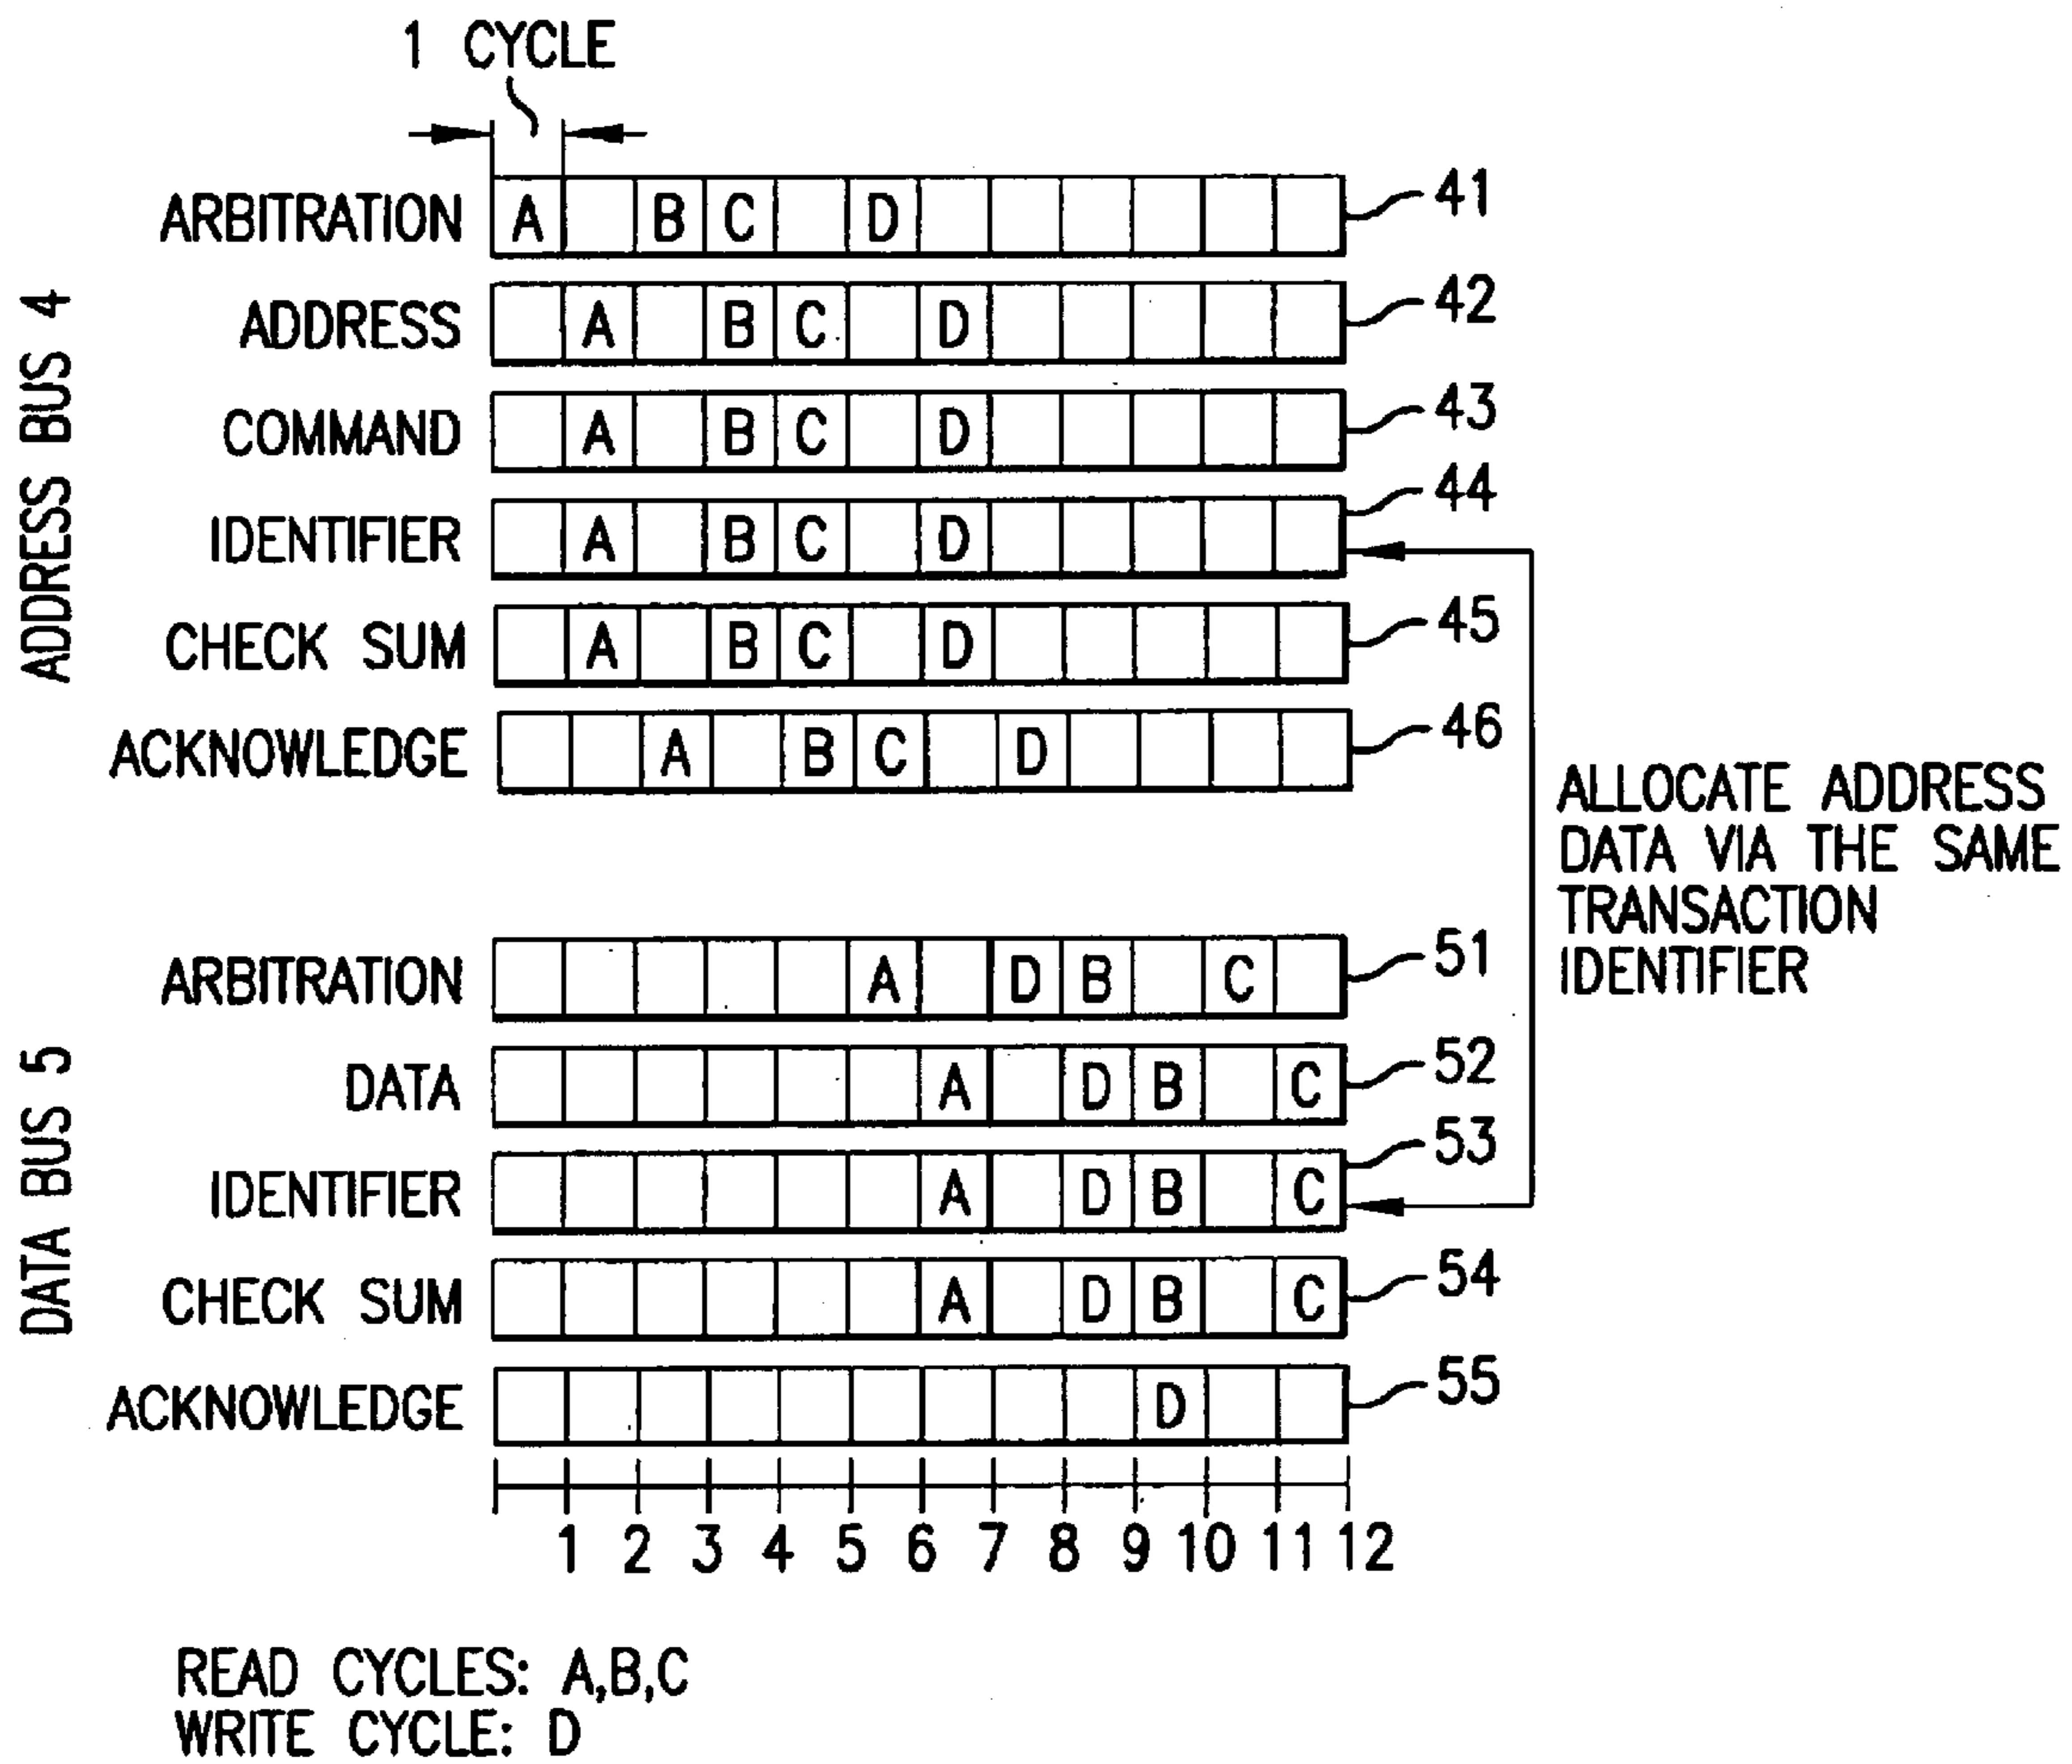 1 CYCLE
ADDRESS BUS 4
ARBITRATION A B C D 41
ADDRESS A B C D 42
COMMAND A B C D 43
IDENTIFIER A B C D 44
CHECK SUM A B C D 45
ACKNOWLEDGE A B C D 46
ALLOCATE ADDRESS
DATA VIA THE SAME
TRANSACTION
IDENTIFIER
DATA BUS 5
ARBITRATION A D B C 51
DATA A D B C 52
IDENTIFIER A D B C 53
CHECK SUM A D B C 54
ACKNOWLEDGE D 55
1 2 3 4 5 6 7 8 9 10 11 12
READ CYCLES: A,B,C
WRITE CYCLE: D